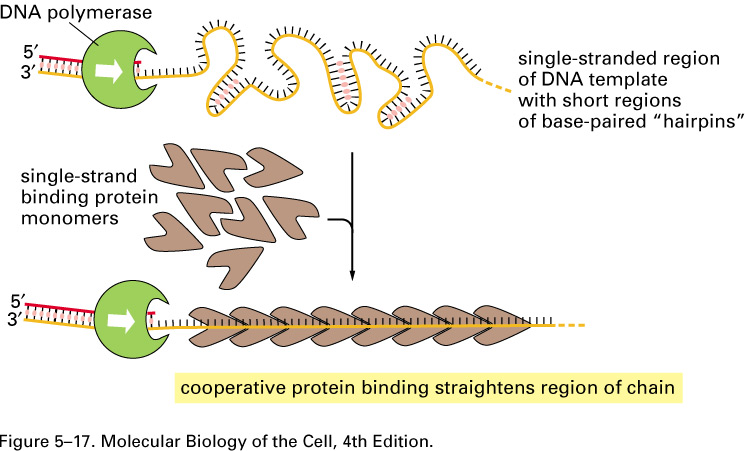 DNA polymerase
5′
3′
single-stranded region
of DNA template
with short regions
of base-paired “hairpins”
single-strand
binding protein
monomers
5′
3′
cooperative protein binding straightens region of chain
Figure 5–17. Molecular Biology of the Cell, 4th Edition.